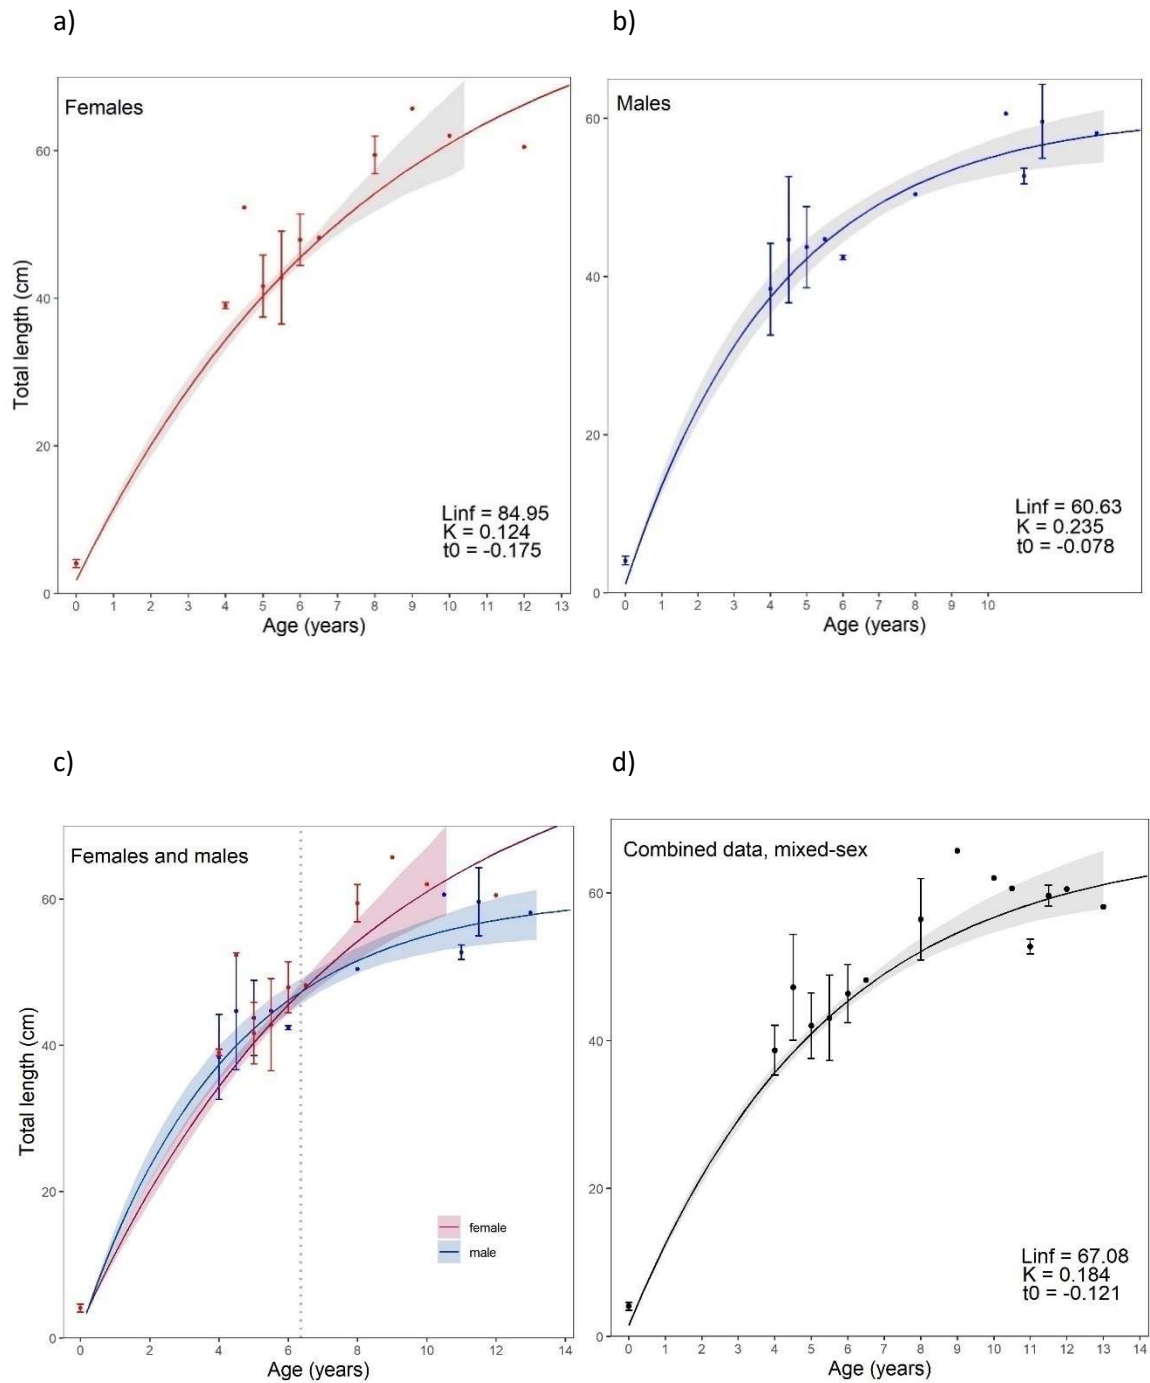 a)
b)
Females
Males
Total length (cm)
60
40
20
0
60
40
20
0
Linf = 84.95
K = 0.124
t0 = -0.175
Linf = 60.63
K = 0.235
t0 = -0.078
0 1 2 3 4 5 6 7 8 9 10 11 12 13
0 1 2 3 4 5 6 7 8 9 10
Age (years)
Age (years)
c)
d)
Females and males
Combined data, mixed-sex
Total length (cm)
60
40
20
0
60
40
20
0
female
male
Linf = 67.08
K = 0.184
t0 = -0.121
0 2 4 6 8 10 12 14
0 1 2 3 4 5 6 7 8 9 10 11 12 13 14
Age (years)
Age (years)